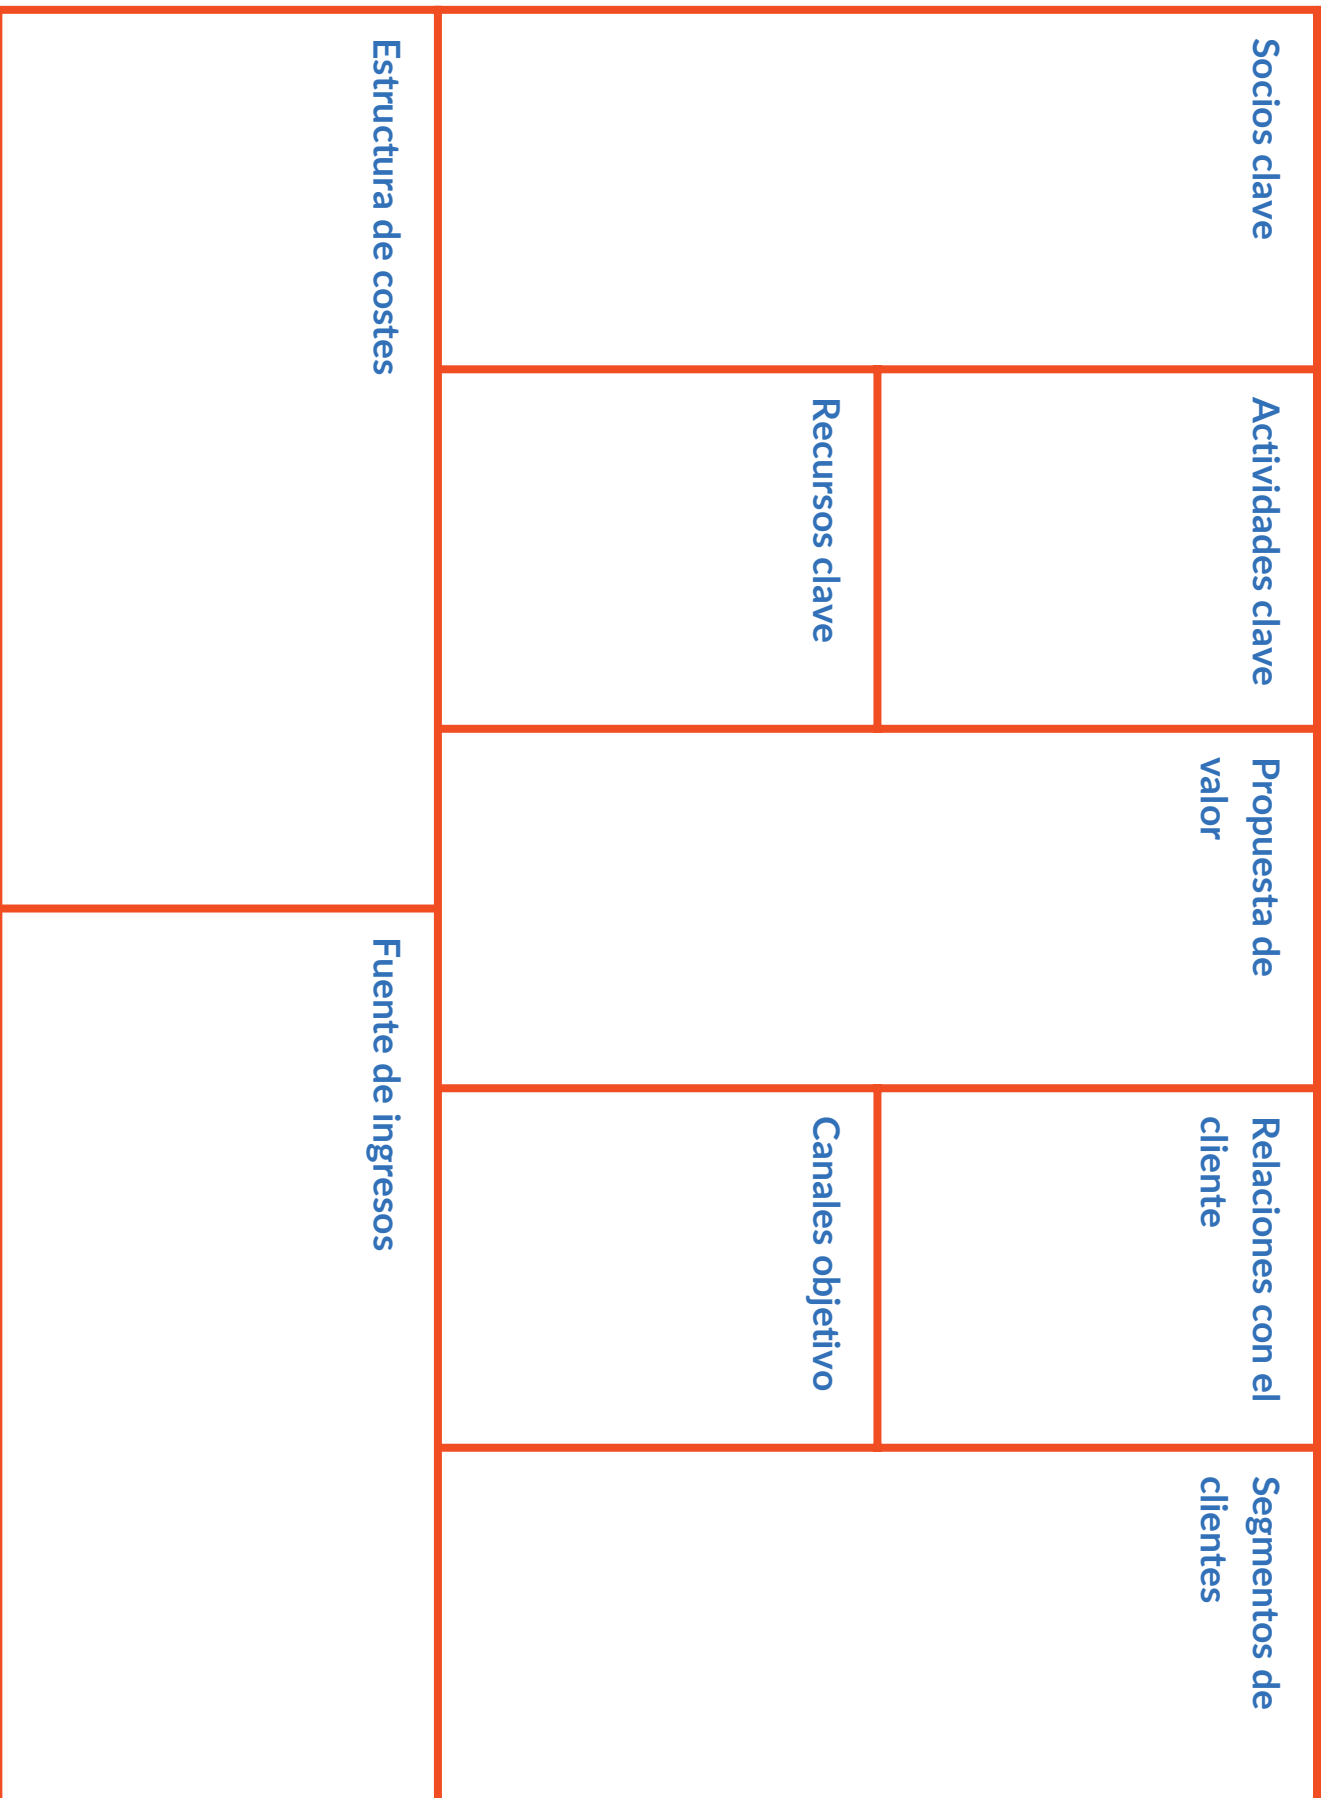 Socios clave
Actividades clave
Recursos clave
Propuesta de
valor
Relaciones con el
cliente
Canales objetivo
Segmentos de
clientes
Estructura de costes
Fuente de ingresos